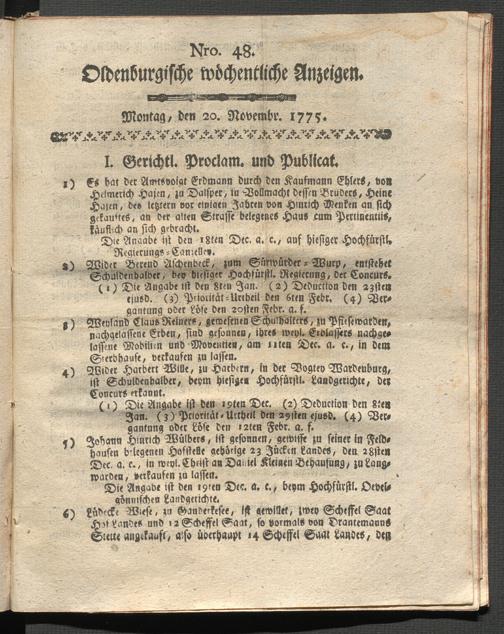 Nro. 48.
Oldenburgische wöchentliche Anzeigen.
Montag, den 20. Novembr. 1775.
I. Gerichtl. Proclam. und Publicat.
1) Es hat der Amtsvoigt Erdmann durch den Kaufmann Ehlers, von
Helmerich Hajen, zu Dalsper, in Vollmacht dessen Bruders, Heine
Hajen, des letztern vor einigen Jahren von Hinrich Menken an sich
gekauftes, an der alten Strasse belegenes Haus cum Pertinentiis,
käuflich an sich gebracht.
Die Angabe ist den 18ten Dec. a. c., auf hiesiger Hochfürstl.
Regierungs-Canzelley.
2) Wider Berend Aschenbeck, zum Sürwürder-Wurp, entstehet
Schuldenhalber, bey hiesiger Hochfürstl. Regierung, der Concurs.
(1) Die Angabe ist den 8ten Jan. (2) Deduction den 23sten
ejusd. (3) Priorität-Urtheil den 6ten Febr. (4) Ver-
gantung oder Löse den 20sten Febr. a. f.
3) Weyland Claus Reiners, gewesenen Schulhalters, zu Pfiesewarden,
nachgelassene Erben, sind gesonnen, ihres weyl. Erblassers nachge-
lassene Mobilien und Moventien, am 11ten Dec. a. c., in dem
Sterbhause, verkaufen zu lassen.
4) Wider Harbert Wille, zu Harbern, in der Vogtey Wardenburg,
ist Schuldenhalber, beym hiesigen Hochfürstl. Landgerichte, der
Concurs erkannt.
(1) Die Angabe ist den 19ten Dec. (2) Deduction den 8ten
Jan. (3) Priorität-Urtheil den 29sten ejusd. (4) Ver-
gantung oder Löse den 12ten Febr. a. f.
5) Johann Hinrich Wülbers, ist gesonnen, gewisse zu seiner in Feld-
hausen belegenen Hofstelle gehörige 23 Jücken Landes, den 28sten
Dec. a. c., in weyl. Christian Daniel Kleinen Behausung, zu Lang-
warden, verkaufen zu lassen.
Die Angabe ist den 19ten Dec. a. c., beym Hochfürstl. Oevel-
gönnischen Landgerichte.
6) Lüdecke Wiese, zu Ganderkesee, ist gewillet, zwey Scheffel Saat
Hof Landes und 12 Scheffel Saat, so vormals von Drantemanns
Stette angekauft, also überhaupt 14 Scheffel Saat Landes, den